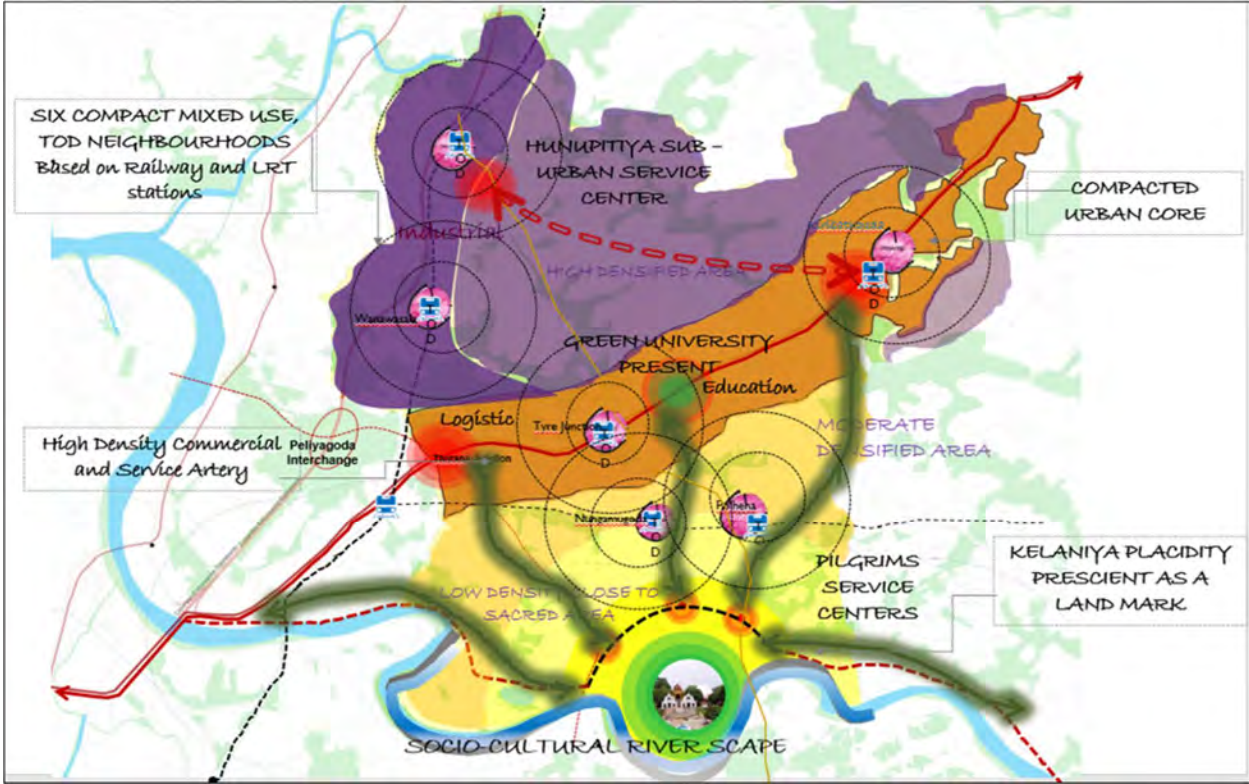 SIX COMPACT MIXED USE,
TOD NEIGHBOURHOODS
Based on Railway and LRT
stations
HUNUPITIYA SUB –
URBAN SERVICE
CENTER
COMPACTED
URBAN CORE
Industrial
HIGH DENSIFIED AREA
O
D
O
D
O
D
Wanawasala
GREEN UNIVERSITY
PRESENT
Education
Logistic
Tyre Junction
O
D
High Density Commercial
and Service Artery
Peliyagoda
Interchange
MODERATE
DENSIFIED AREA
Nungamugoda
O
D
Pilapitiya
LOW DENSITY CLOSE TO
SACRED AREA
PILGRIMS
SERVICE
CENTERS
KELANIYA PLACIDITY
PRESCIENT AS A
LAND MARK
SOCIO-CULTURAL RIVER SCAPE